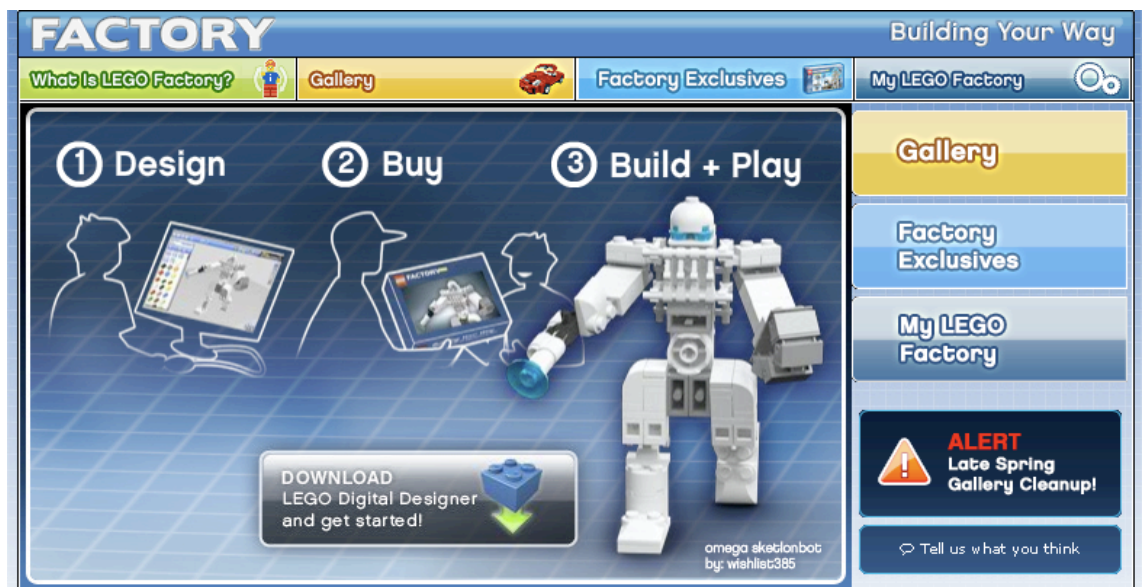 FACTORY
Building Your Way
What Is LEGO Factory?
Gallery
Factory Exclusives
My LEGO Factory
1 Design
2 Buy
3 Build + Play
FACTORY
DOWNLOAD
LEGO Digital Designer
and get started!
omega sketlonbot
by: wishlist385
Gallery
Factory
Exclusives
My LEGO
Factory
ALERT
Late Spring
Gallery Cleanup!
Tell us what you think